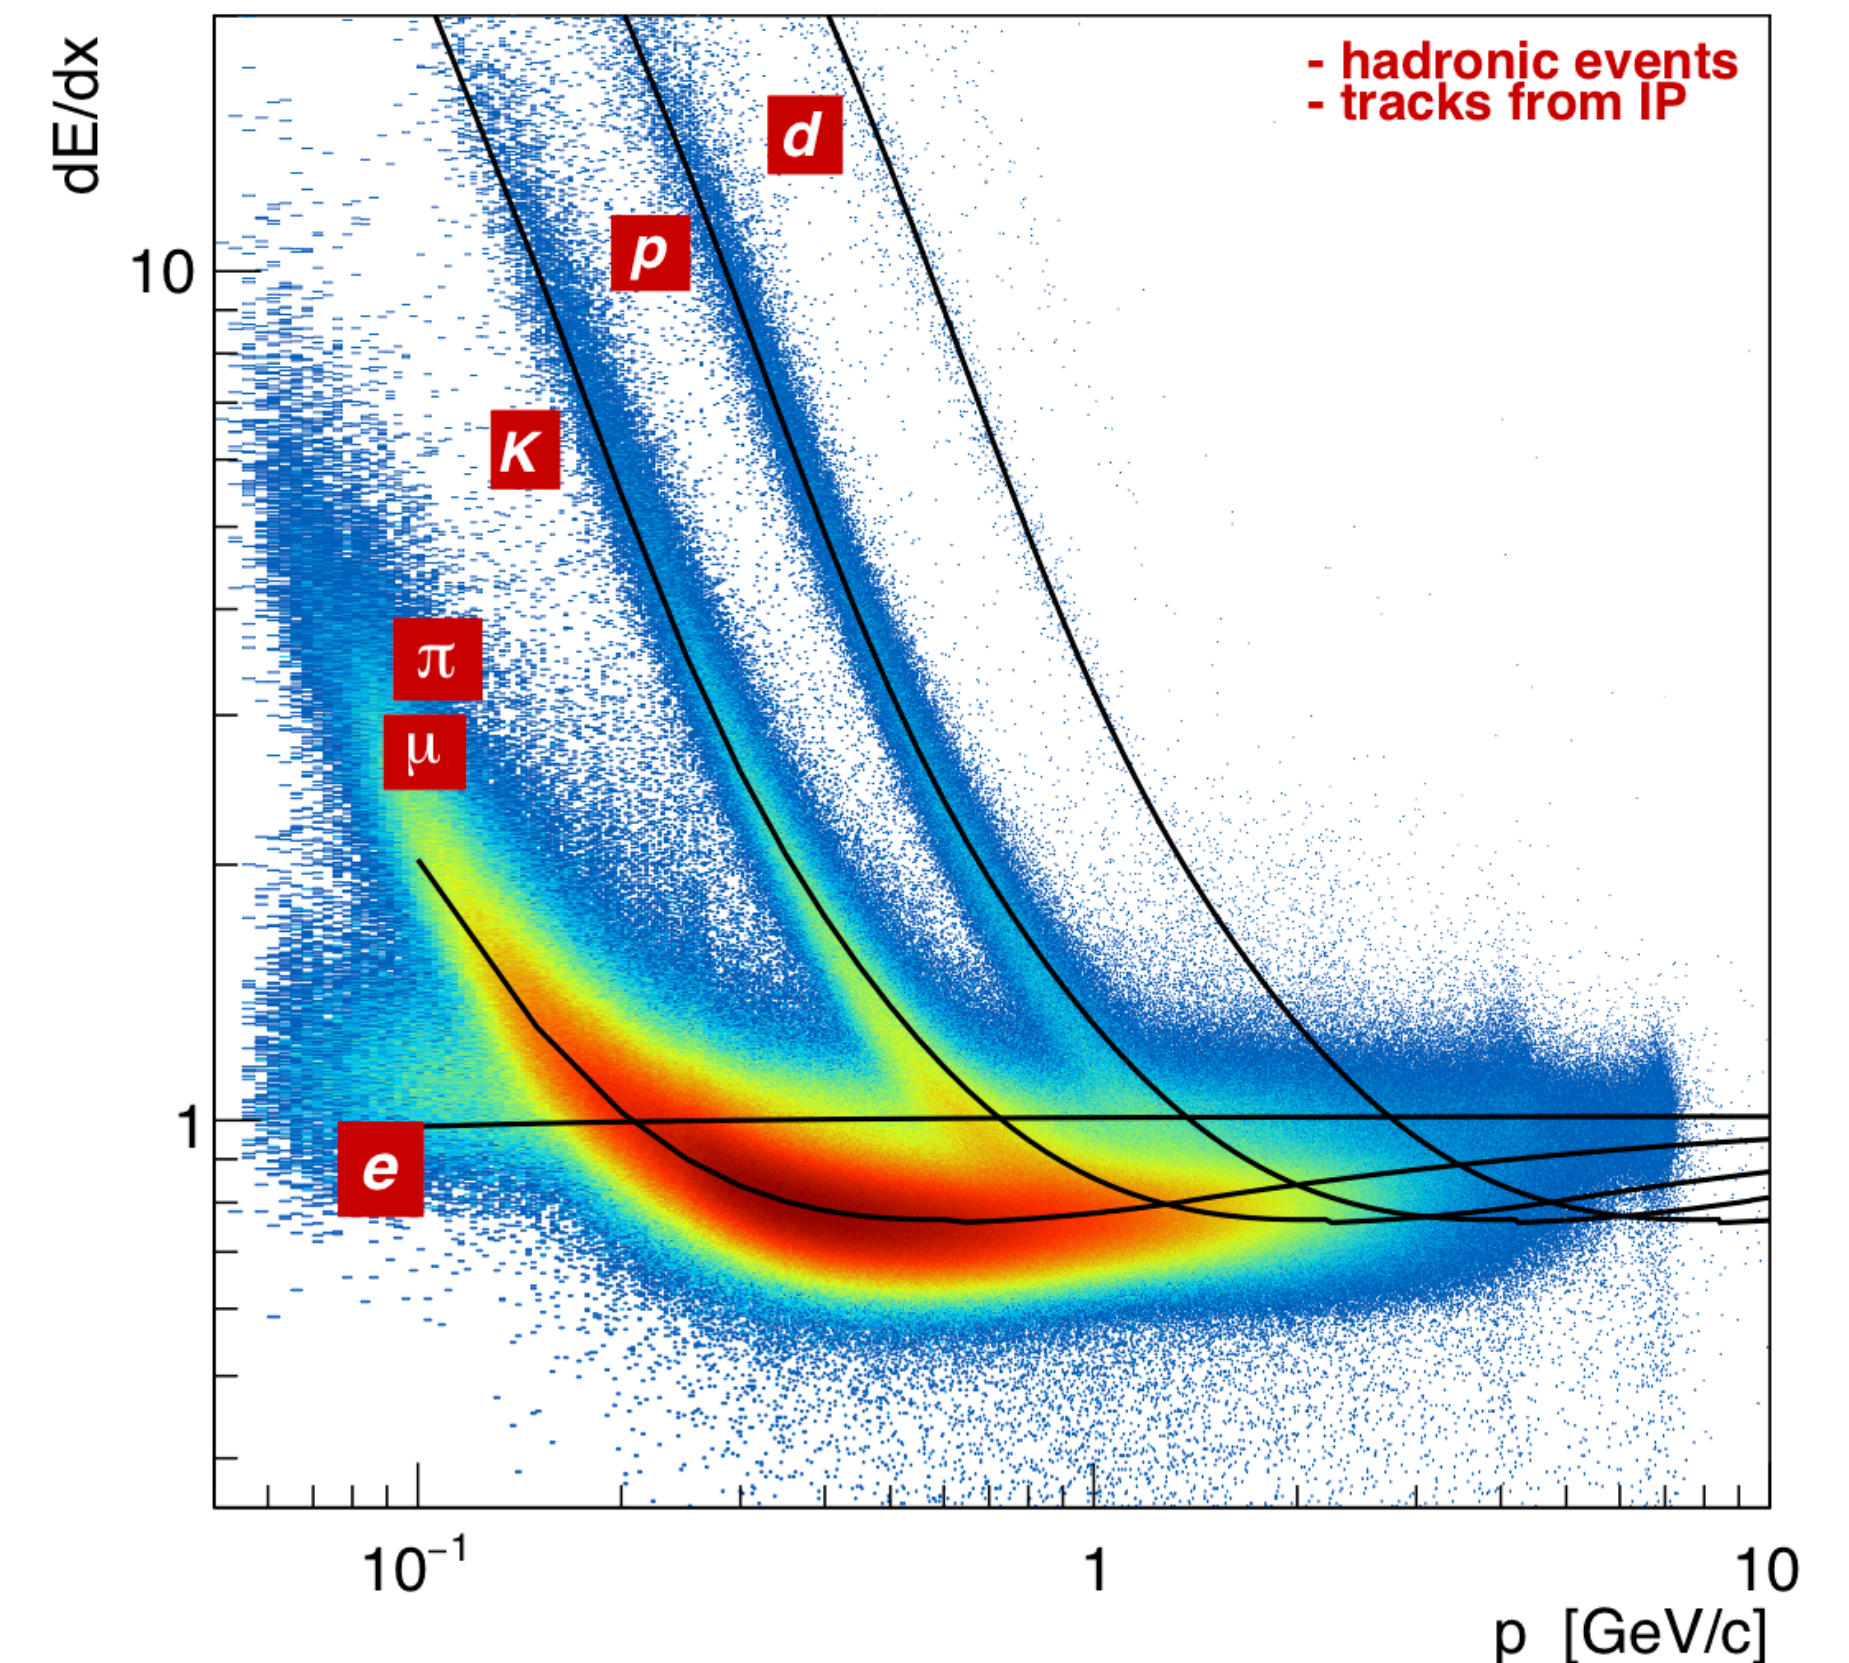 dE/dx
- hadronic events
- tracks from IP
d
p
10
K
π
μ
1
e
10⁻¹
1
10
p [GeV/c]